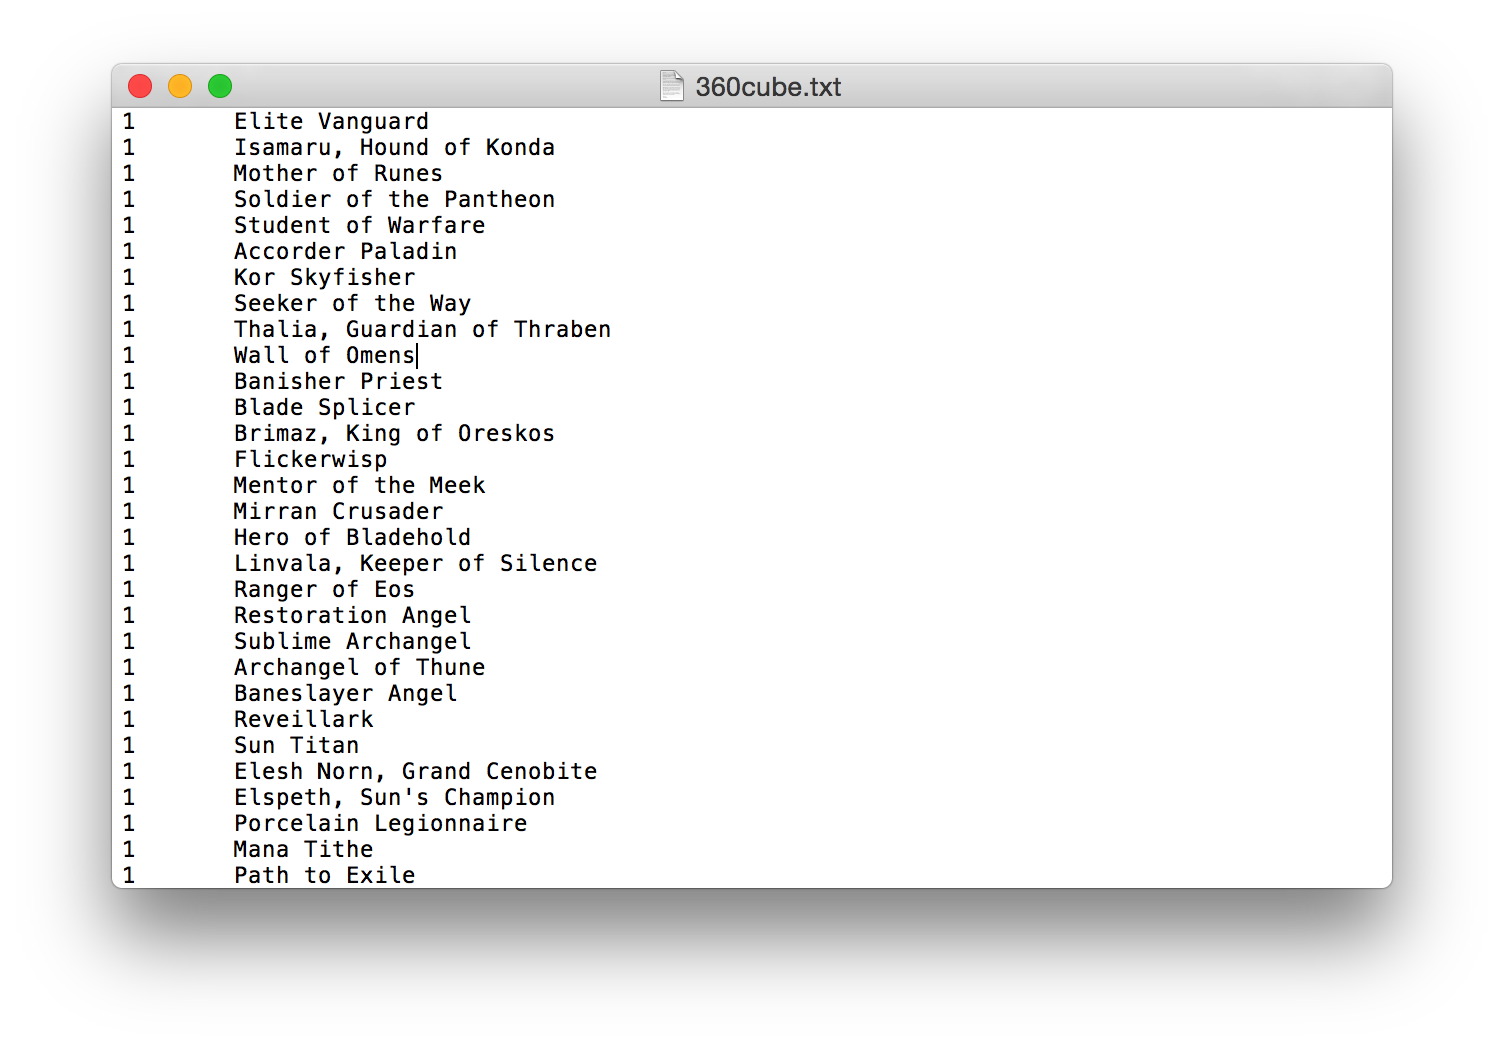 360cube.txt
1 Elite Vanguard
1 Isamaru, Hound of Konda
1 Mother of Runes
1 Soldier of the Pantheon
1 Student of Warfare
1 Accorder Paladin
1 Kor Skyfisher
1 Seeker of the Way
1 Thalia, Guardian of Thraben
1 Wall of Omens
1 Banisher Priest
1 Blade Splicer
1 Brimaz, King of Oreskos
1 Flickerwisp
1 Mentor of the Meek
1 Mirran Crusader
1 Hero of Bladehold
1 Linvala, Keeper of Silence
1 Ranger of Eos
1 Restoration Angel
1 Sublime Archangel
1 Archangel of Thune
1 Baneslayer Angel
1 Reveillark
1 Sun Titan
1 Elesh Norn, Grand Cenobite
1 Elspeth, Sun's Champion
1 Porcelain Legionnaire
1 Mana Tithe
1 Path to Exile